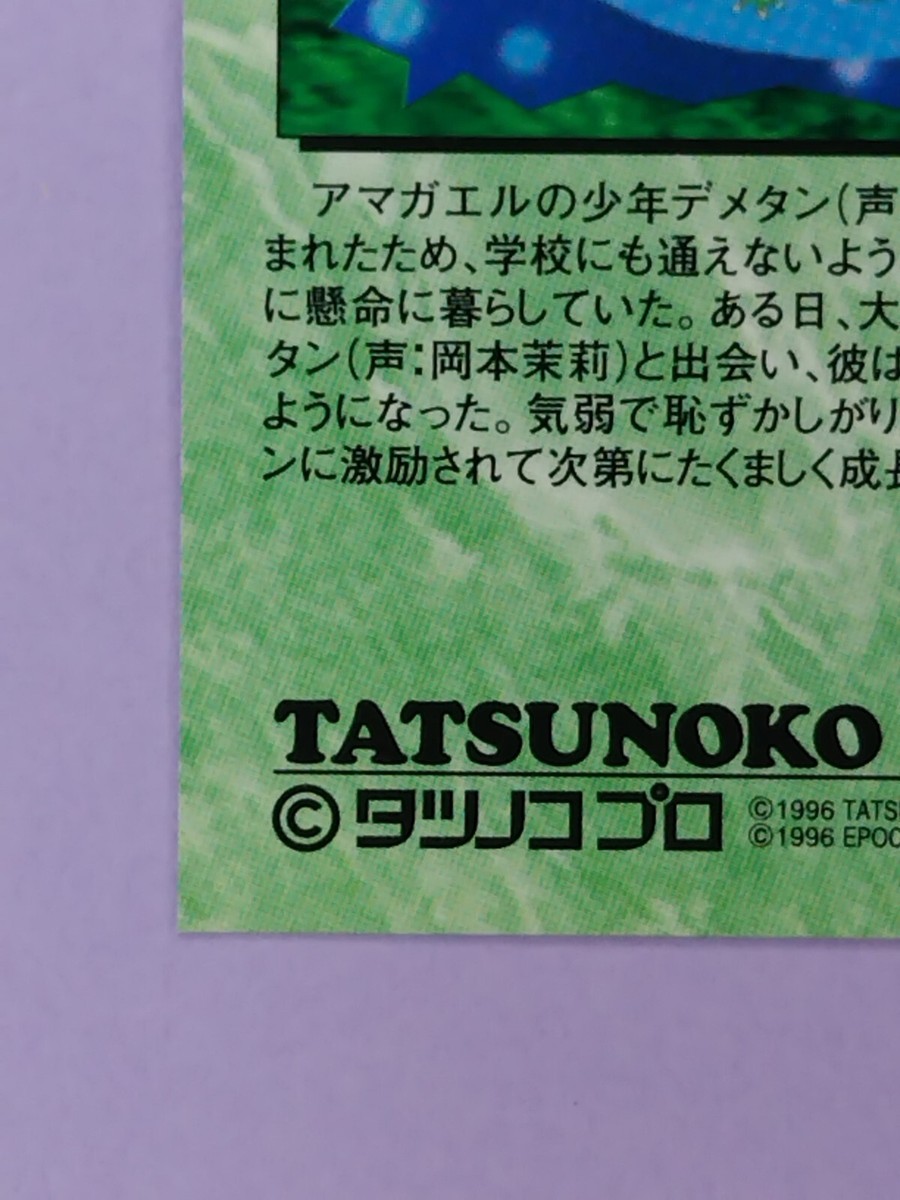 アマガエルの少年デメタン(声
まれたため、学校にも通えないよう
に懸命に暮らしていた。ある日、大
タン(声:岡本茉莉)と出会い、彼は
ようになった。気弱で恥ずかしがり
ンに激励されて次第にたくましく成長
TATSUNOKO
©タツノコプロ
©1996 TATSU
©1996 EPOC